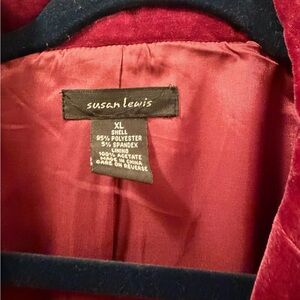 susan lewis
XL
SHELL
95% POLYESTER
5% SPANDEX
LINING
100% ACETATE
MADE IN CHINA
CARE ON REVERSE